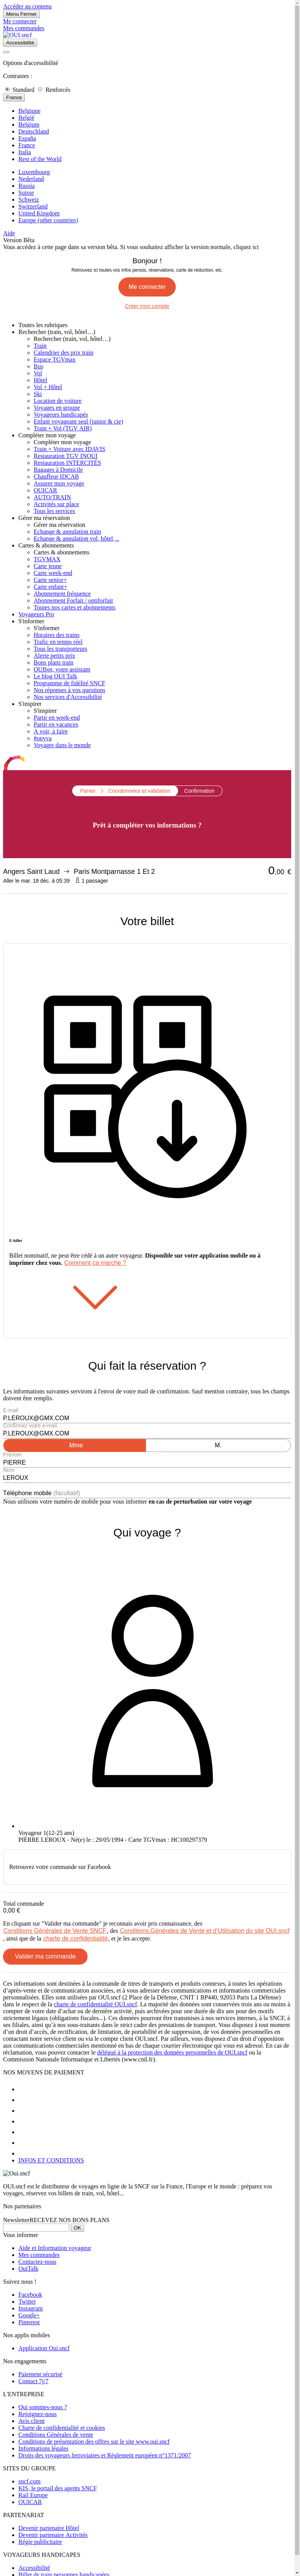 Accéder au contenu
Menu Fermer
Me connecter
Mes commandes
OUI.sncf
Accessibilité
Options d'accessibilité
Contrastes :
Standard Renforcés
France
Belgique
België
Belgium
Deutschland
España
France
Italia
Rest of the World
Luxembourg
Nederland
Russia
Suisse
Schweiz
Switzerland
United Kingdom
Europe (other countries)
Aide
Version Bêta
Vous accédez à cette page dans sa version bêta. Si vous souhaitez afficher la version normale, cliquez ici
Bonjour !
Retrouvez ici toutes vos infos persos, réservations, carte de réduction, etc.
Me connecter
Créer mon compte
Toutes les rubriques
Rechercher (train, vol, hôtel…)
Rechercher (train, vol, hôtel…)
Train
Calendrier des prix train
Espace TGVmax
Bus
Vol
Hôtel
Vol + Hôtel
Ski
Location de voiture
Voyages en groupe
Voyageurs handicapés
Enfant voyageant seul (junior & cie)
Train + Vol (TGV AIR)
Compléter mon voyage
Compléter mon voyage
Train + Voiture avec IDAVIS
Restauration TGV INOUI
Restauration INTERCITÉS
Bagages à Domicile
Chauffeur IDCAB
Assurer mon voyage
OUICAR
AUTO/TRAIN
Activités sur place
Tous les services
Gérer ma réservation
Gérer ma réservation
Echange & annulation train
Echange & annulation vol, hôtel, ..
Cartes & abonnements
Cartes & abonnements
TGVMAX
Carte jeune
Carte week-end
Carte senior+
Carte enfant+
Abonnement fréquence
Abonnement Forfait / optiforfait
Toutes nos cartes et abonnements
Voyageurs Pro
S'informer
S'informer
Horaires des trains
Trafic en temps réel
Tous les transporteurs
Alerte petits prix
Bons plans train
OUIbot, votre assistant
Le blog OUI Talk
Programme de fidélité SNCF
Nos réponses à vos questions
Nos services d'Accessibilité
S'inspirer
S'inspirer
Partir en week-end
Partir en vacances
A voir, à faire
#onyva
Voyager dans le monde
Panier Coordonnées et validation Confirmation
Prêt à compléter vos informations ?
Angers Saint Laud → Paris Montparnasse 1 Et 2 0,00 €
Aller le mar. 18 déc. à 05:39 1 passager
Votre billet
E-billet
Billet nominatif, ne peut être cédé à un autre voyageur. Disponible sur votre application mobile ou à
imprimer chez vous. Comment ça marche ?
Qui fait la réservation ?
Les informations suivantes serviront à l'envoi de votre mail de confirmation. Sauf mention contraire, tous les champs
doivent être remplis.
E-mail
P.LEROUX@GMX.COM
Confirmez votre e-mail
P.LEROUX@GMX.COM
Mme M.
Prénom
PIERRE
Nom
LEROUX
Téléphone mobile (facultatif)
Nous utilisons votre numéro de mobile pour vous informer en cas de perturbation sur votre voyage
Qui voyage ?
Voyageur 1(12-25 ans)
PIERRE LEROUX - Né(e) le : 29/05/1994 - Carte TGVmax : HC100297379
Retrouvez votre commande sur Facebook
Total commande
0,00 €
En cliquant sur "Valider ma commande" je reconnais avoir pris connaissance, des
Conditions Générales de Vente SNCF, des Conditions Générales de Vente et d'Utilisation du site OUI.sncf
, ainsi que de la charte de confidentialité, et je les accepte.
Valider ma commande
Ces informations sont destinées à la commande de titres de transports et produits connexes, à traiter vos demandes
d’après-vente et de communication associées, et à vous adresser des communications et informations commerciales
personnalisées. Elles sont utilisées par OUI.sncf (2 Place de la Défense, CNIT 1 BP440, 92053 Paris La Défense)
dans le respect de la charte de confidentialité OUI.sncf. La majorité des données sont conservées trois ans ou moins à
compter de votre dernière activité, ou jusqu’à 5 ans pour des motifs de preuve, puis archivées pour des motifs
strictement légaux (obligations fiscales...). Ces données pourront être transmises à nos services internes, à la SNCF, à
ses filiales, ainsi qu’à nos sous-traitants dans le strict cadre des prestations de transport. Vous disposez à tout moment
d’un droit d’accès, de rectification, de limitation, de portabilité et de suppression, de vos données en vous adressant à
notre service client OUI.sncf via un formulaire ou via votre compte client OUI.sncf. Par ailleurs, vous disposez d’un
droit d’opposition aux communications commerciales, et d’un droit de retirer votre consentement à tout moment. Les
communications commerciales mentionnent en bas de chaque courrier électronique quel en a été l'usage. En cas de
réclamation, vous pouvez contacter le délégué à la protection des données personnelles de OUI.sncf ou la
Commission Nationale Informatique et Libertés (www.cnil.fr).
NOS MOYENS DE PAIEMENT
INFOS ET CONDITIONS
Oui.sncf
OUI.sncf est le distributeur de voyages en ligne de la SNCF sur la France, l'Europe et le monde : préparez vos
voyages, réservez vos billets de train, vol, hôtel...
Nos partenaires
NewsletterRECEVEZ NOS BONS PLANS
OK
Vous informer
Aide et Information voyageur
Mes commandes
Contactez-nous
OuiTalk
Suivez nous !
Facebook
Twitter
Instagram
Google+
Pinterest
Nos applis mobiles
Application Oui.sncf
Nos engagements
Paiement sécurisé
Contact 7j/7
L'ENTREPRISE
Qui sommes-nous ?
Rejoignez-nous
Avis client
Charte de confidentialité et cookies
Conditions Générales de vente
Conditions de présentation des offres sur le site www.oui.sncf
Informations légales
Droits des voyageurs ferroviaires et Règlement européen n°1371/2007
SITES DU GROUPE
sncf.com
KIS, le portail des agents SNCF
Rail Europe
OUICAR
PARTENARIAT
Devenir partenaire Hôtel
Devenir partenaire Activités
Régie publicitaire
VOYAGEURS HANDICAPES
Accessibilité
Billet de train personnes handicapées